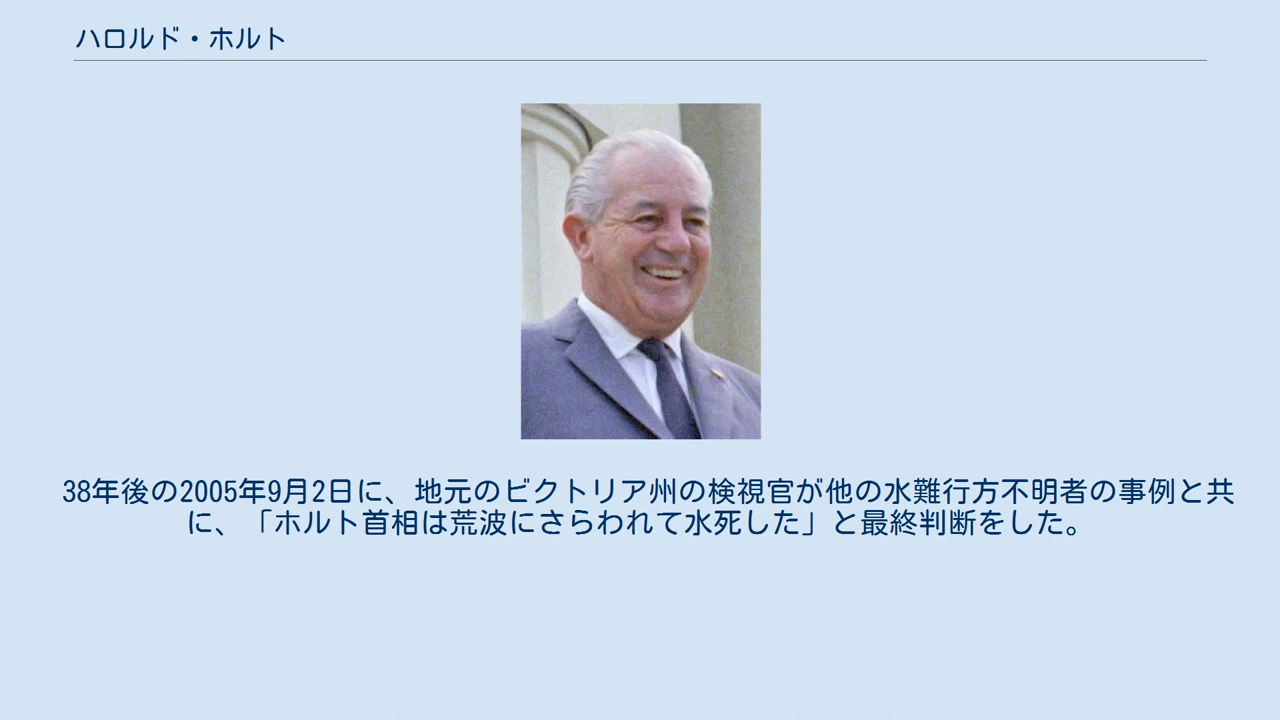 ハロルド・ホルト
38年後の2005年9月2日に、地元のビクトリア州の検視官が他の水難行方不明者の事例と共
に、「ホルト首相は荒波にさらわれて水死した」と最終判断をした。